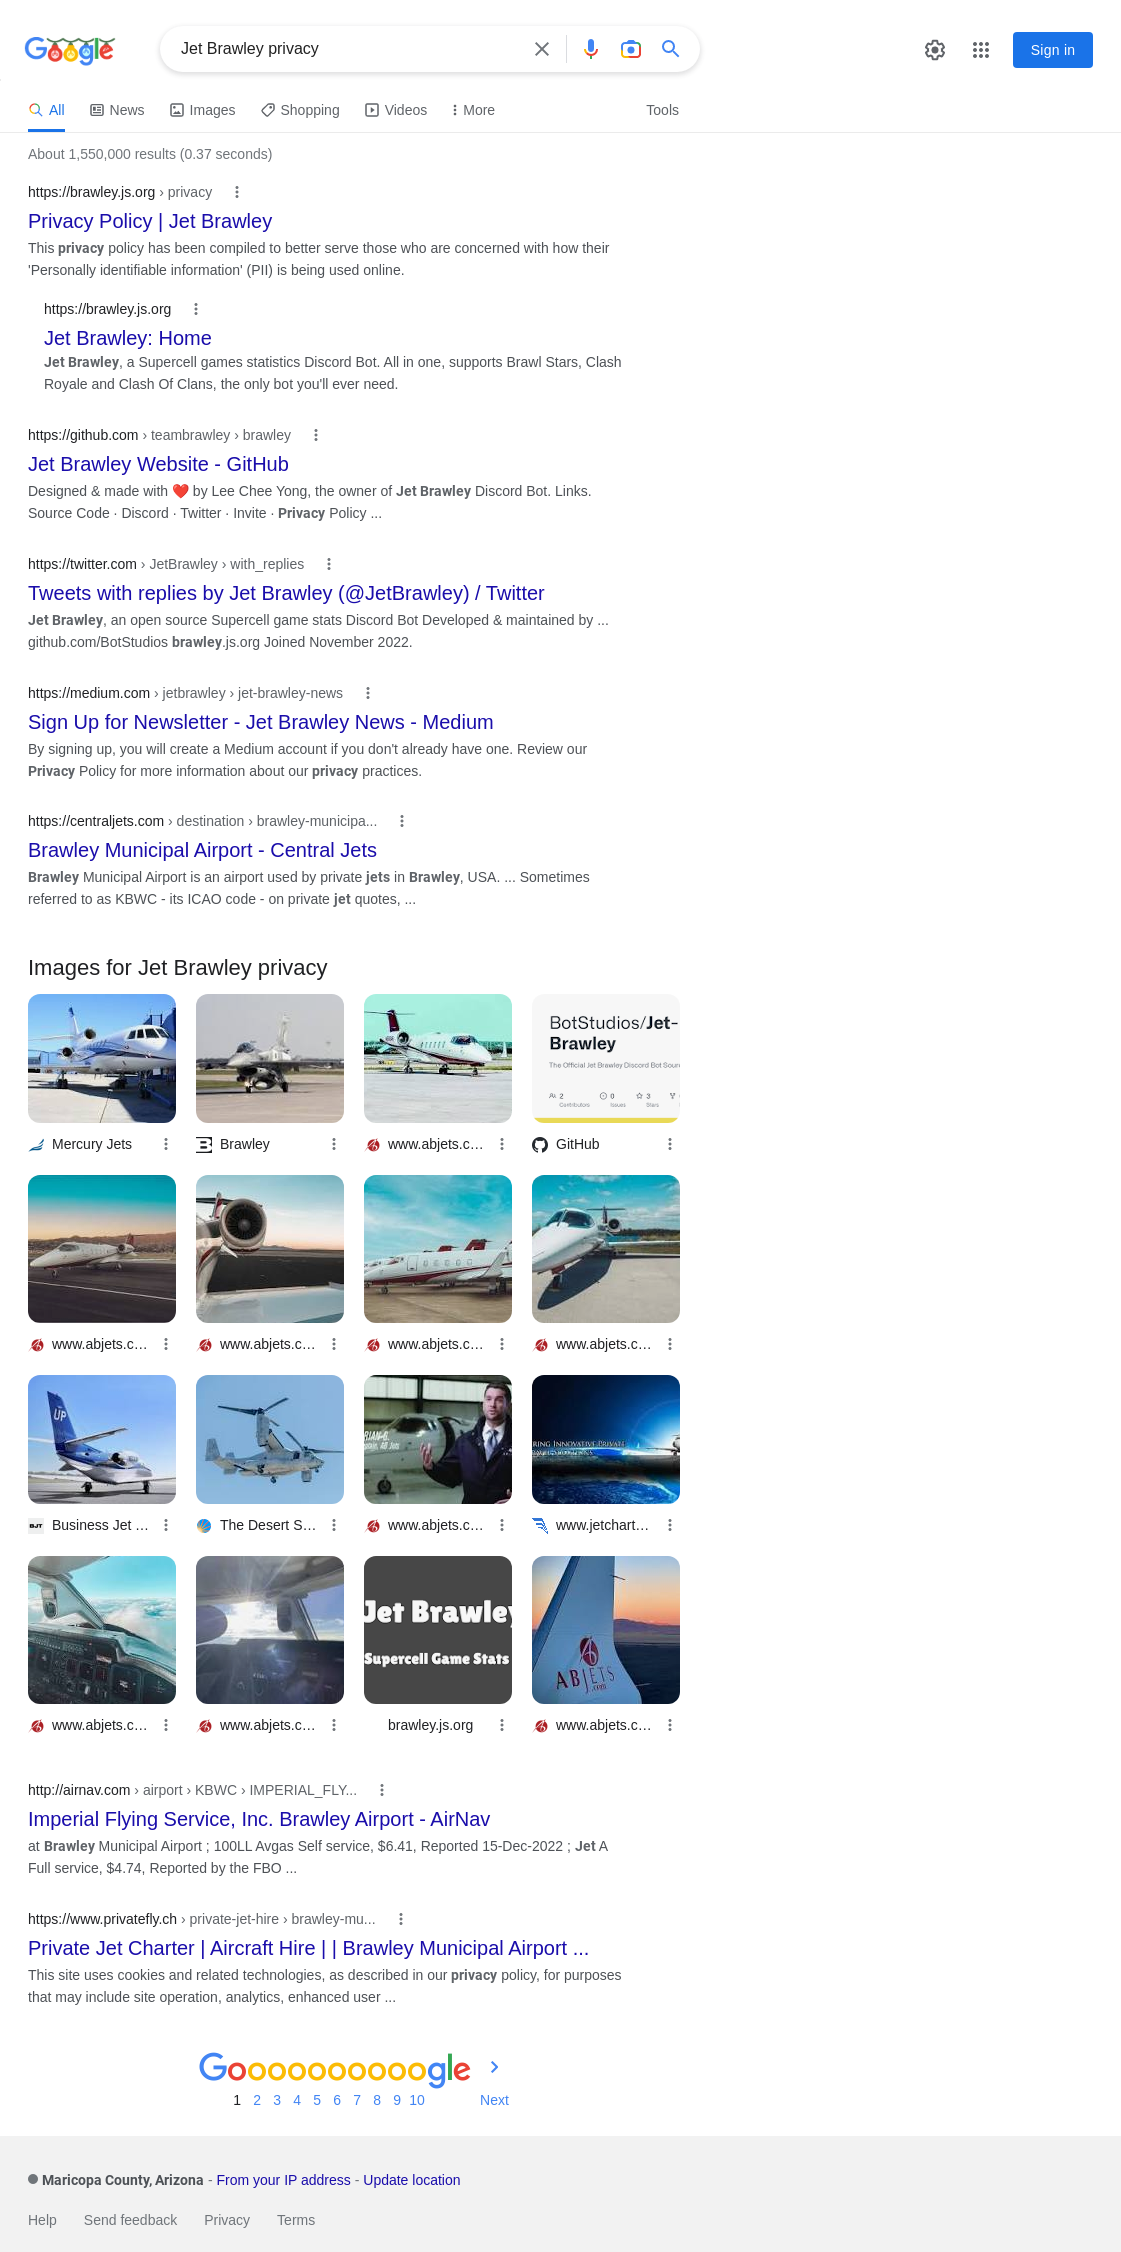 Google
Jet Brawley privacy
Sign in
All
News
Images
Shopping
Videos
More
Tools
About 1,550,000 results (0.37 seconds)
https://brawley.js.org › privacy
Privacy Policy | Jet Brawley
This privacy policy has been compiled to better serve those who are concerned with how their
'Personally identifiable information' (PII) is being used online.
https://brawley.js.org
Jet Brawley: Home
Jet Brawley, a Supercell games statistics Discord Bot. All in one, supports Brawl Stars, Clash
Royale and Clash Of Clans, the only bot you'll ever need.
https://github.com › teambrawley › brawley
Jet Brawley Website - GitHub
Designed & made with ❤️ by Lee Chee Yong, the owner of Jet Brawley Discord Bot. Links.
Source Code · Discord · Twitter · Invite · Privacy Policy ...
https://twitter.com › JetBrawley › with_replies
Tweets with replies by Jet Brawley (@JetBrawley) / Twitter
Jet Brawley, an open source Supercell game stats Discord Bot Developed & maintained by ...
github.com/BotStudios brawley.js.org Joined November 2022.
https://medium.com › jetbrawley › jet-brawley-news
Sign Up for Newsletter - Jet Brawley News - Medium
By signing up, you will create a Medium account if you don't already have one. Review our
Privacy Policy for more information about our privacy practices.
https://centraljets.com › destination › brawley-municipa...
Brawley Municipal Airport - Central Jets
Brawley Municipal Airport is an airport used by private jets in Brawley, USA. ... Sometimes
referred to as KBWC - its ICAO code - on private jet quotes, ...
Images for Jet Brawley privacy
BotStudios/Jet-
Brawley
The Official Jet Brawley Discord Bot Sour
2 0 3
Contributors Issues Stars
Mercury Jets
Brawley
www.abjets.c...
GitHub
www.abjets.c...
www.abjets.c...
www.abjets.c...
www.abjets.c...
UP
RIAN G.
AB Jets
RING INNOVATIVE PRIVATE
BJT
Business Jet ...
The Desert S...
www.abjets.c...
www.jetchart...
Jet Brawley
Supercell Game Stats
ABJETS
.com
www.abjets.c...
www.abjets.c...
brawley.js.org
www.abjets.c...
http://airnav.com › airport › KBWC › IMPERIAL_FLY...
Imperial Flying Service, Inc. Brawley Airport - AirNav
at Brawley Municipal Airport ; 100LL Avgas Self service, $6.41, Reported 15-Dec-2022 ; Jet A
Full service, $4.74, Reported by the FBO ...
https://www.privatefly.ch › private-jet-hire › brawley-mu...
Private Jet Charter | Aircraft Hire | | Brawley Municipal Airport ...
This site uses cookies and related technologies, as described in our privacy policy, for purposes
that may include site operation, analytics, enhanced user ...
Goooooooooogle
1 2 3 4 5 6 7 8 9 10 Next
Maricopa County, Arizona - From your IP address - Update location
Help Send feedback Privacy Terms